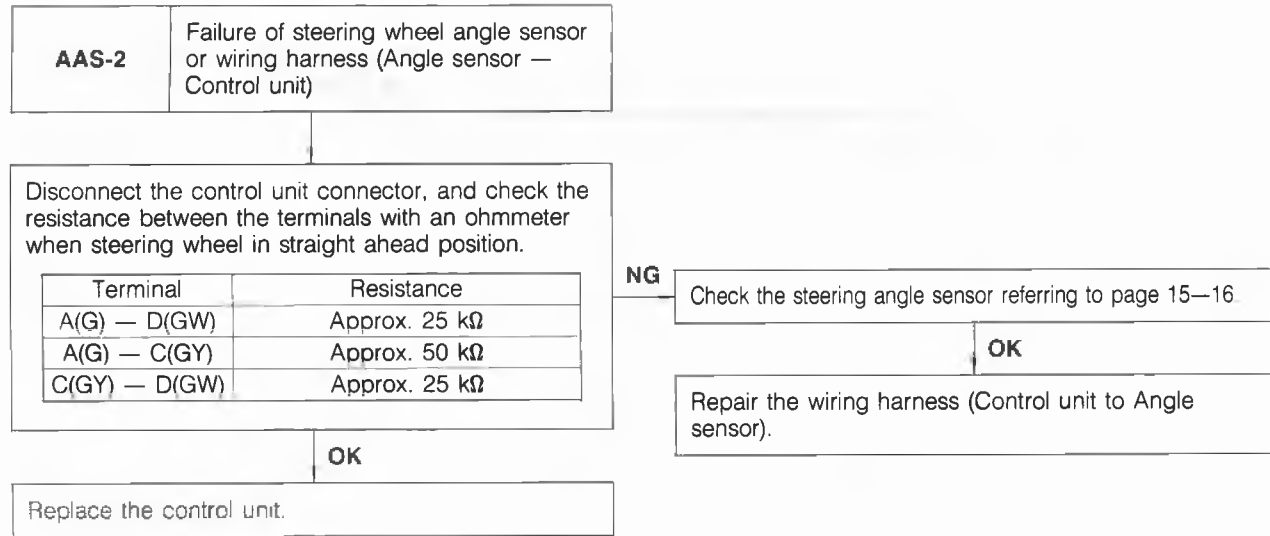 AAS-2
Failure of steering wheel angle sensor
or wiring harness (Angle sensor —
Control unit)
Disconnect the control unit connector, and check the
resistance between the terminals with an ohmmeter
when steering wheel in straight ahead position.
Terminal Resistance
A(G) — D(GW) Approx. 25 kΩ
A(G) — C(GY) Approx. 50 kΩ
C(GY) — D(GW) Approx. 25 kΩ
NG
Check the steering angle sensor referring to page 15—16.
OK
Repair the wiring harness (Control unit to Angle
sensor).
OK
Replace the control unit.